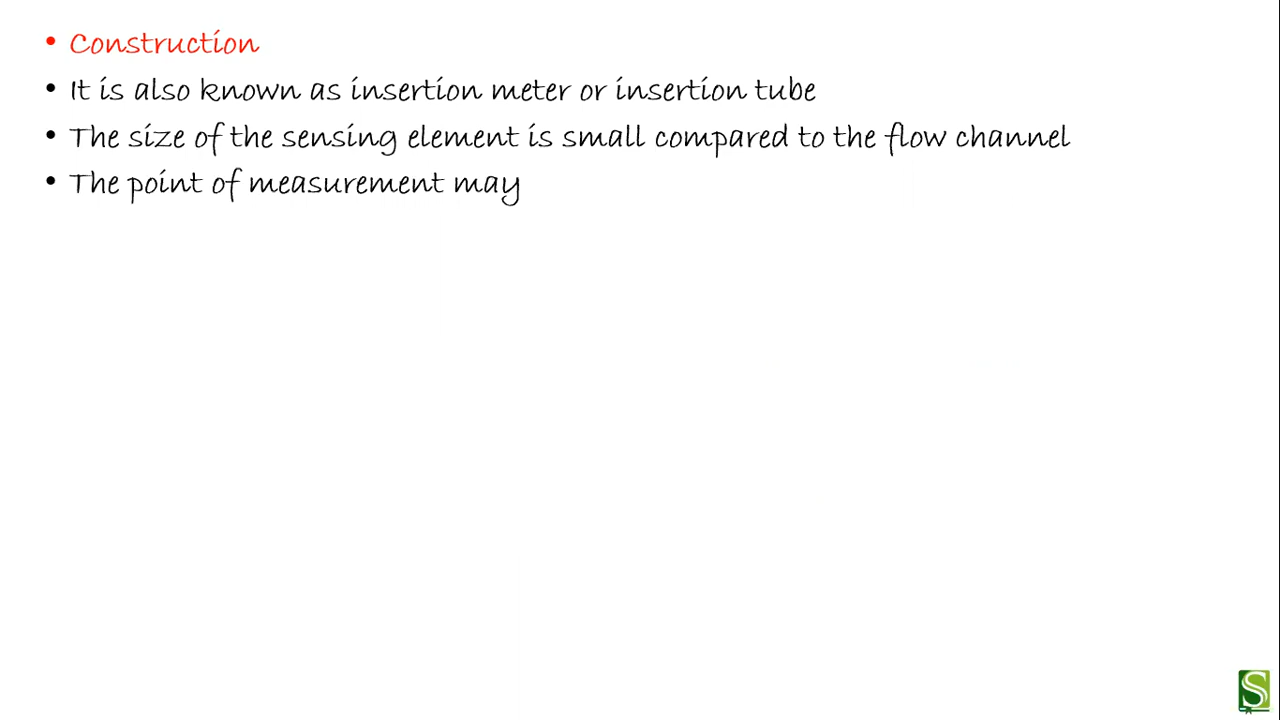 • Construction
• It is also known as insertion meter or insertion tube
• The size of the sensing element is small compared to the flow channel
• The point of measurement may
S